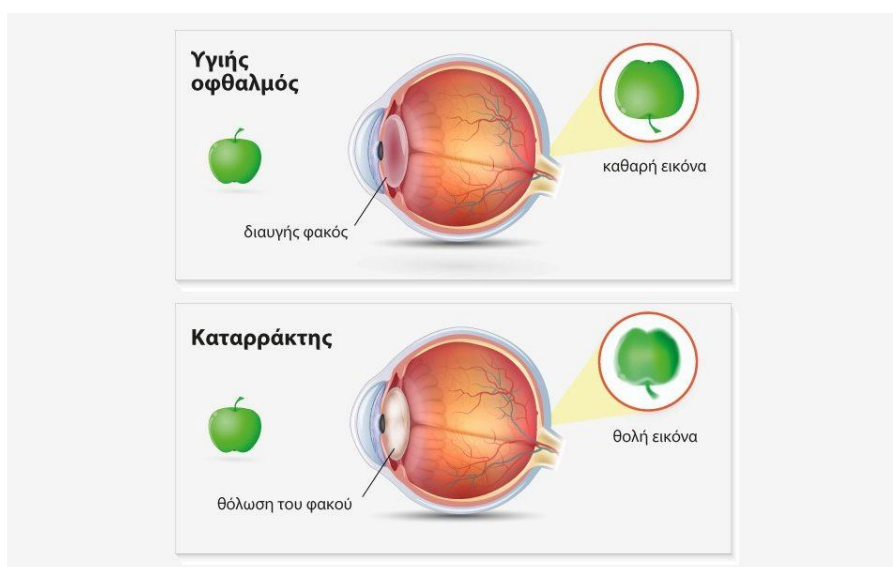 Υγιής
οφθαλμός
καθαρή εικόνα
διαυγής φακός
Καταρράκτης
θολή εικόνα
θόλωση του φακού